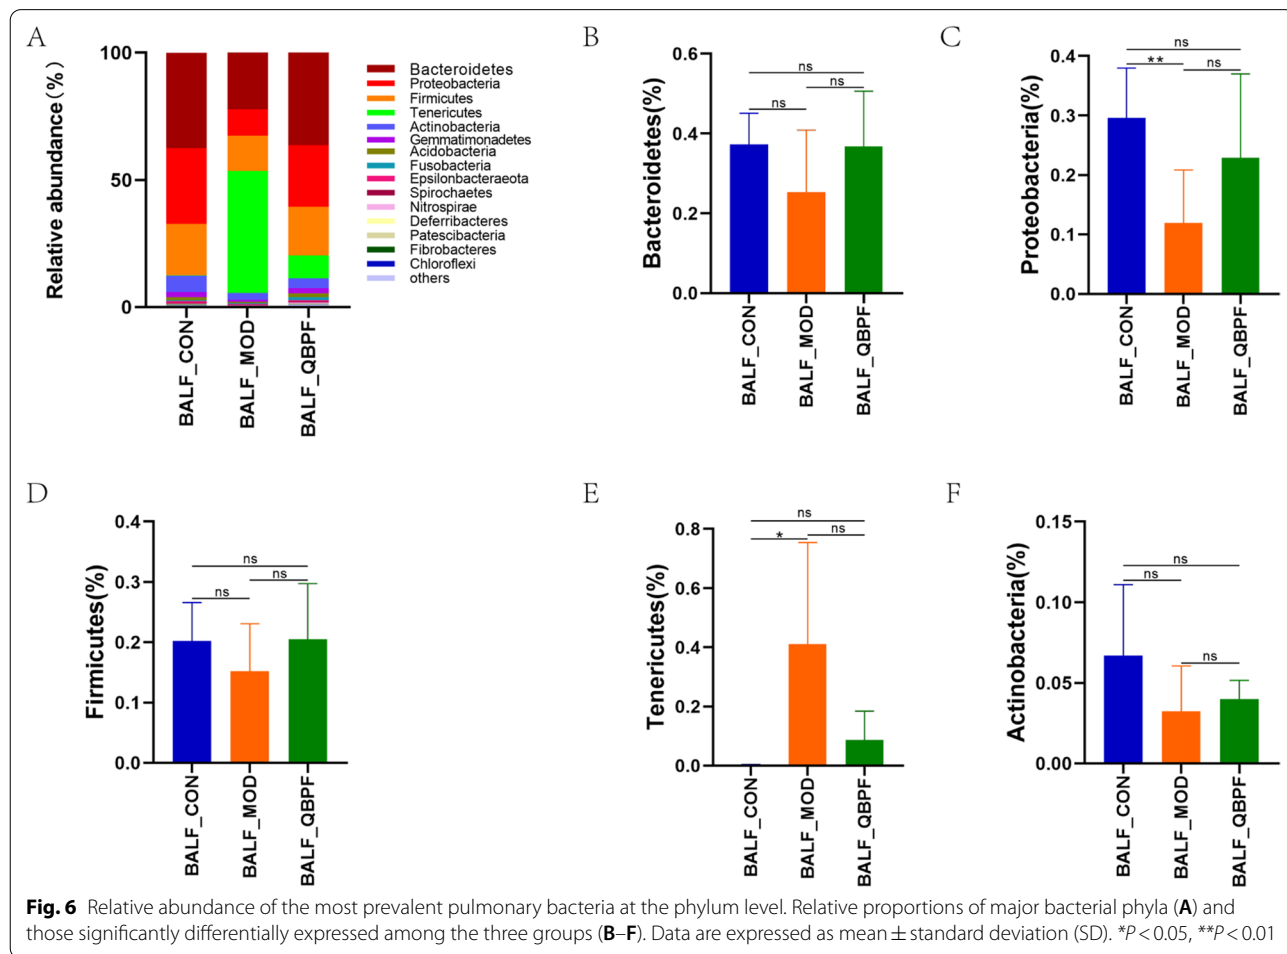 A
100
50
0
Relative abundance (%)
BALF_CON
BALF_MOD
BALF_QBPF
Bacteroidetes
Proteobacteria
Firmicutes
Tenericutes
Actinobacteria
Gemmatimonadetes
Acidobacteria
Fusobacteria
Epsilonbacteraeota
Spirochaetes
Nitrospirae
Deferribacteres
Patescibacteria
Fibrobacteres
Chloroflexi
others
B
0.6
0.4
0.2
0.0
Bacteroidetes(%)
ns
ns
ns
BALF_CON
BALF_MOD
BALF_QBPF
C
0.4
0.3
0.2
0.1
0.0
Proteobacteria(%)
ns
**
ns
BALF_CON
BALF_MOD
BALF_QBPF
D
0.4
0.3
0.2
0.1
0.0
Firmicutes(%)
ns
ns
ns
BALF_CON
BALF_MOD
BALF_QBPF
E
0.8
0.6
0.4
0.2
0.0
Tenericutes(%)
ns
*
ns
BALF_CON
BALF_MOD
BALF_QBPF
F
0.15
0.10
0.05
0.00
Actinobacteria(%)
ns
ns
ns
BALF_CON
BALF_MOD
BALF_QBPF
Fig. 6 Relative abundance of the most prevalent pulmonary bacteria at the phylum level. Relative proportions of major bacterial phyla (A) and
those significantly differentially expressed among the three groups (B–F). Data are expressed as mean ± standard deviation (SD). *P < 0.05, **P < 0.01